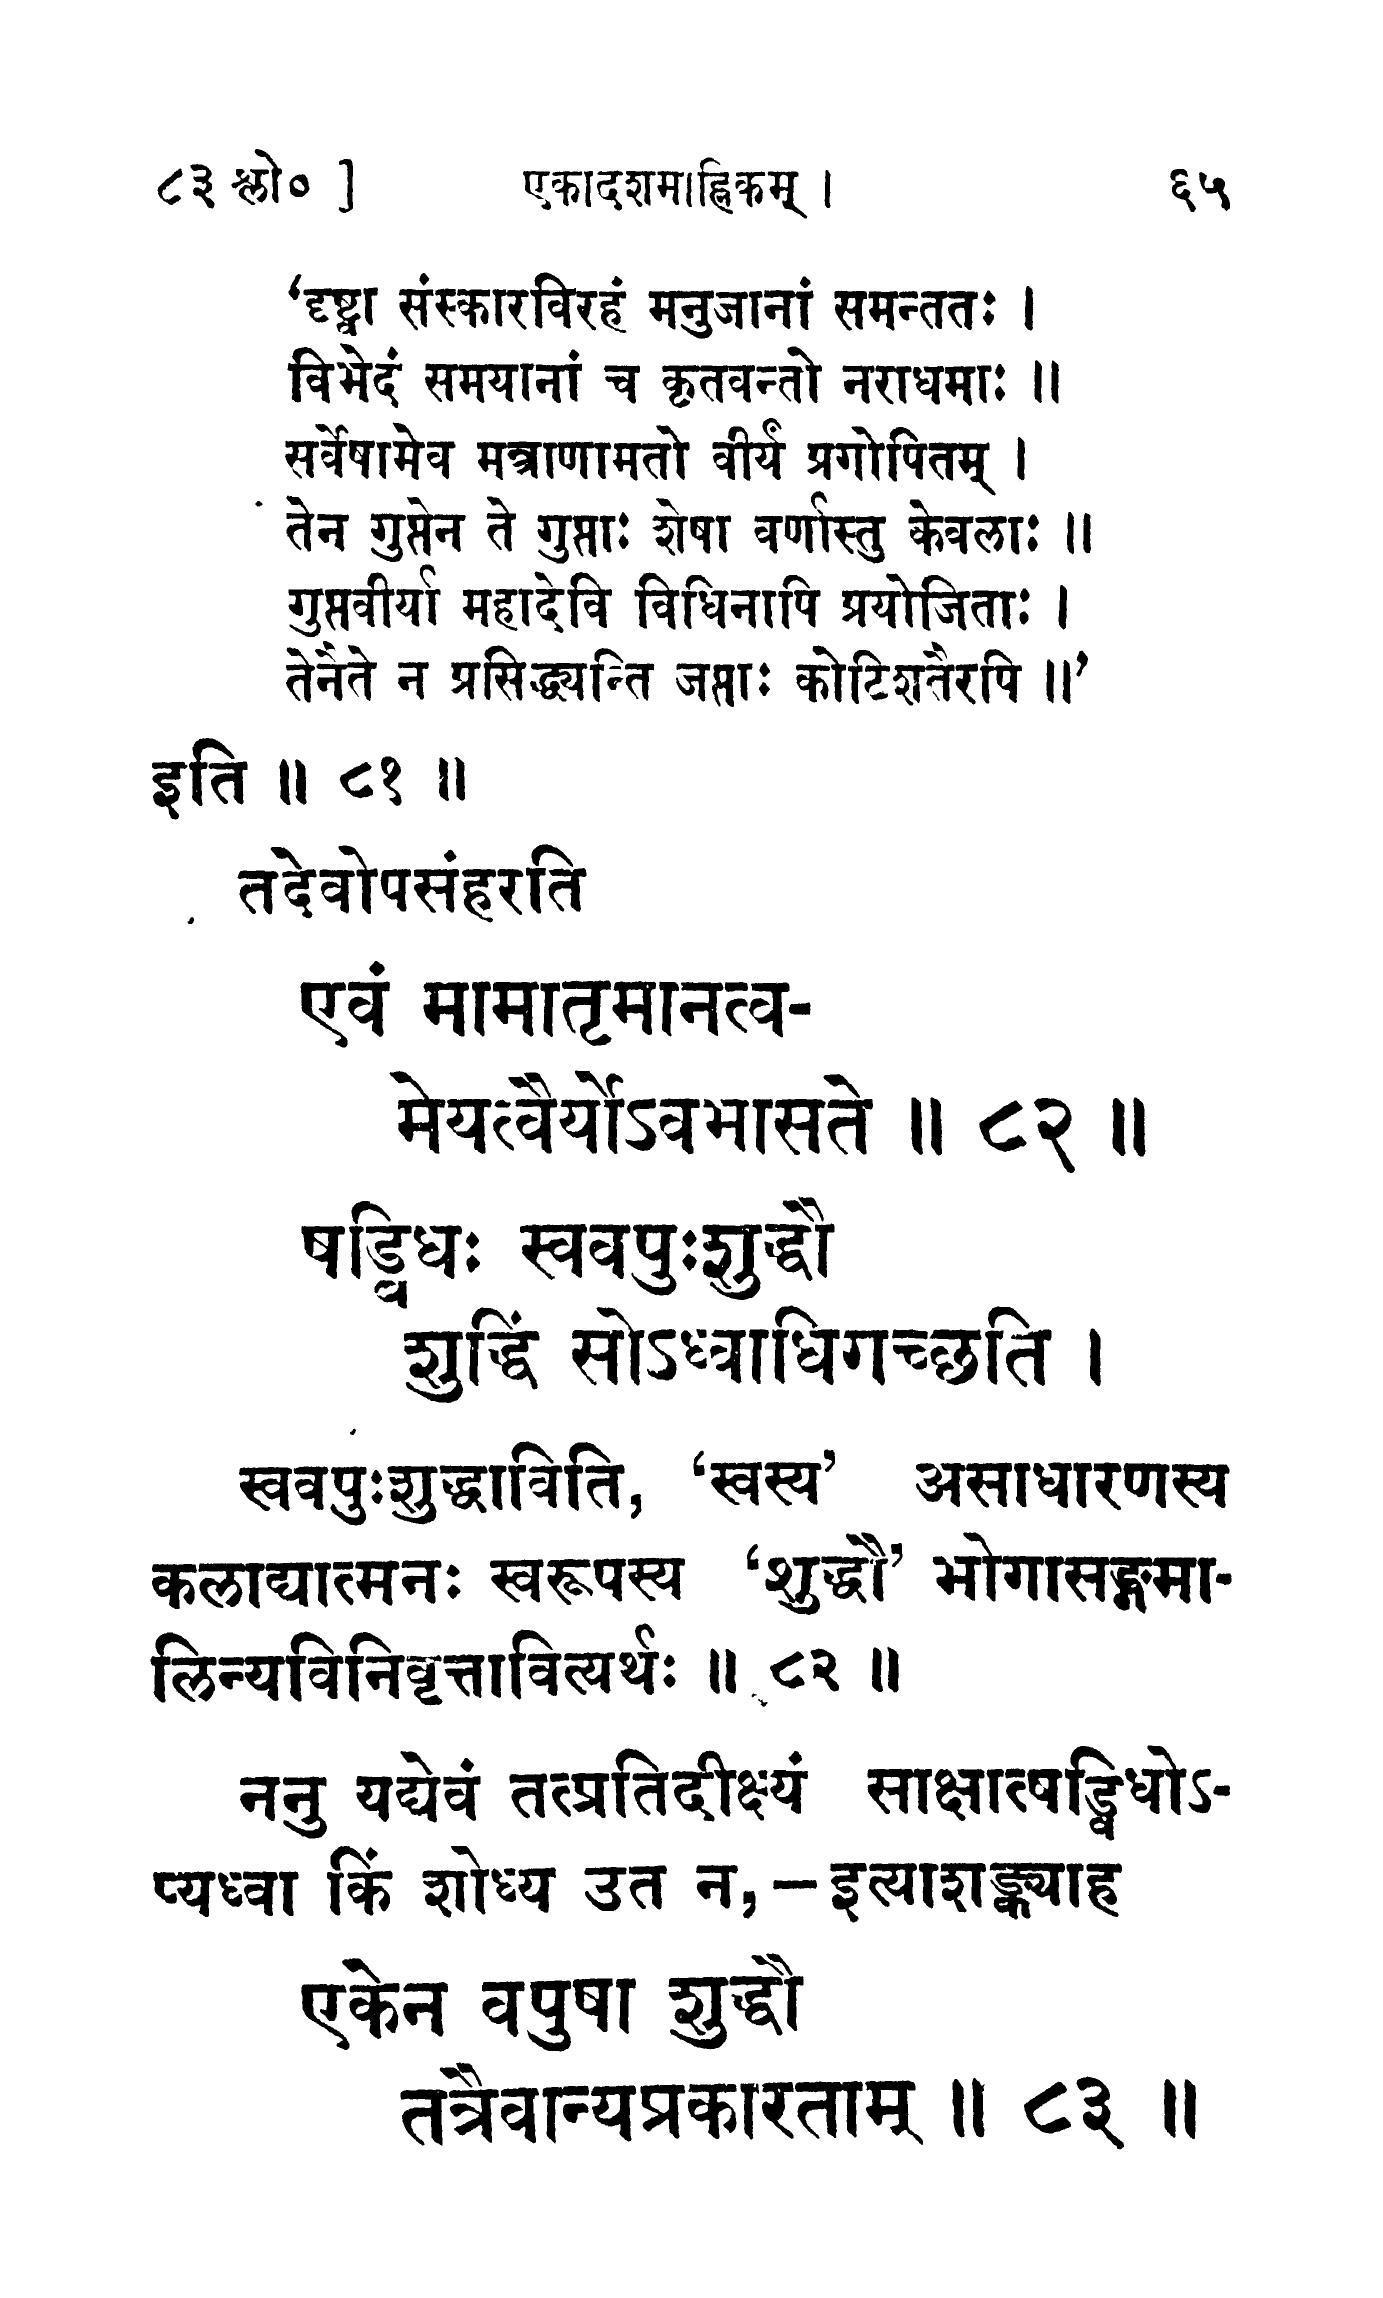 ८३ श्लो० ] एकादशमाह्निकम् । ६५
‘दृष्ट्वा संस्कारविरहं मनुजानां समन्ततः ।
विभेदं समयानां च कृतवन्तो नराधमाः ॥
सर्वेषामेव मन्त्राणामतो वीर्यं प्रगोपितम् ।
तेन गुप्तेन ते गुप्ताः शेषा वर्णास्तु केवलाः ॥
गुप्तवीर्या महादेवि विधिनापि प्रयोजिताः ।
तेनैते न प्रसिद्ध्यन्ति जप्ताः कोटिशतैरपि ॥’
इति ॥ ८१ ॥
तदेवोपसंहरति
एवं मामातृमानत्व-
मेयत्वैर्योऽवभासते ॥ ८२ ॥
षड्विधः स्ववपुःशुद्धौ
शुद्धिं सोऽध्वाधिगच्छति ।
स्ववपुःशुद्धाविति, ‘स्वस्य’ असाधारणस्य
कलाद्यात्मनः स्वरूपस्य ‘शुद्धौ’ भोगासङ्गमा-
लिन्यविनिवृत्तावित्यर्थः ॥ ८२ ॥
ननु यद्येवं तत्प्रतिदीक्ष्यं साक्षात्षड्विधोऽ-
प्यध्वा किं शोध्य उत न,—इत्याशङ्क्याह
एकेन वपुषा शुद्धौ
तत्रैवान्यप्रकारताम् ॥ ८३ ॥